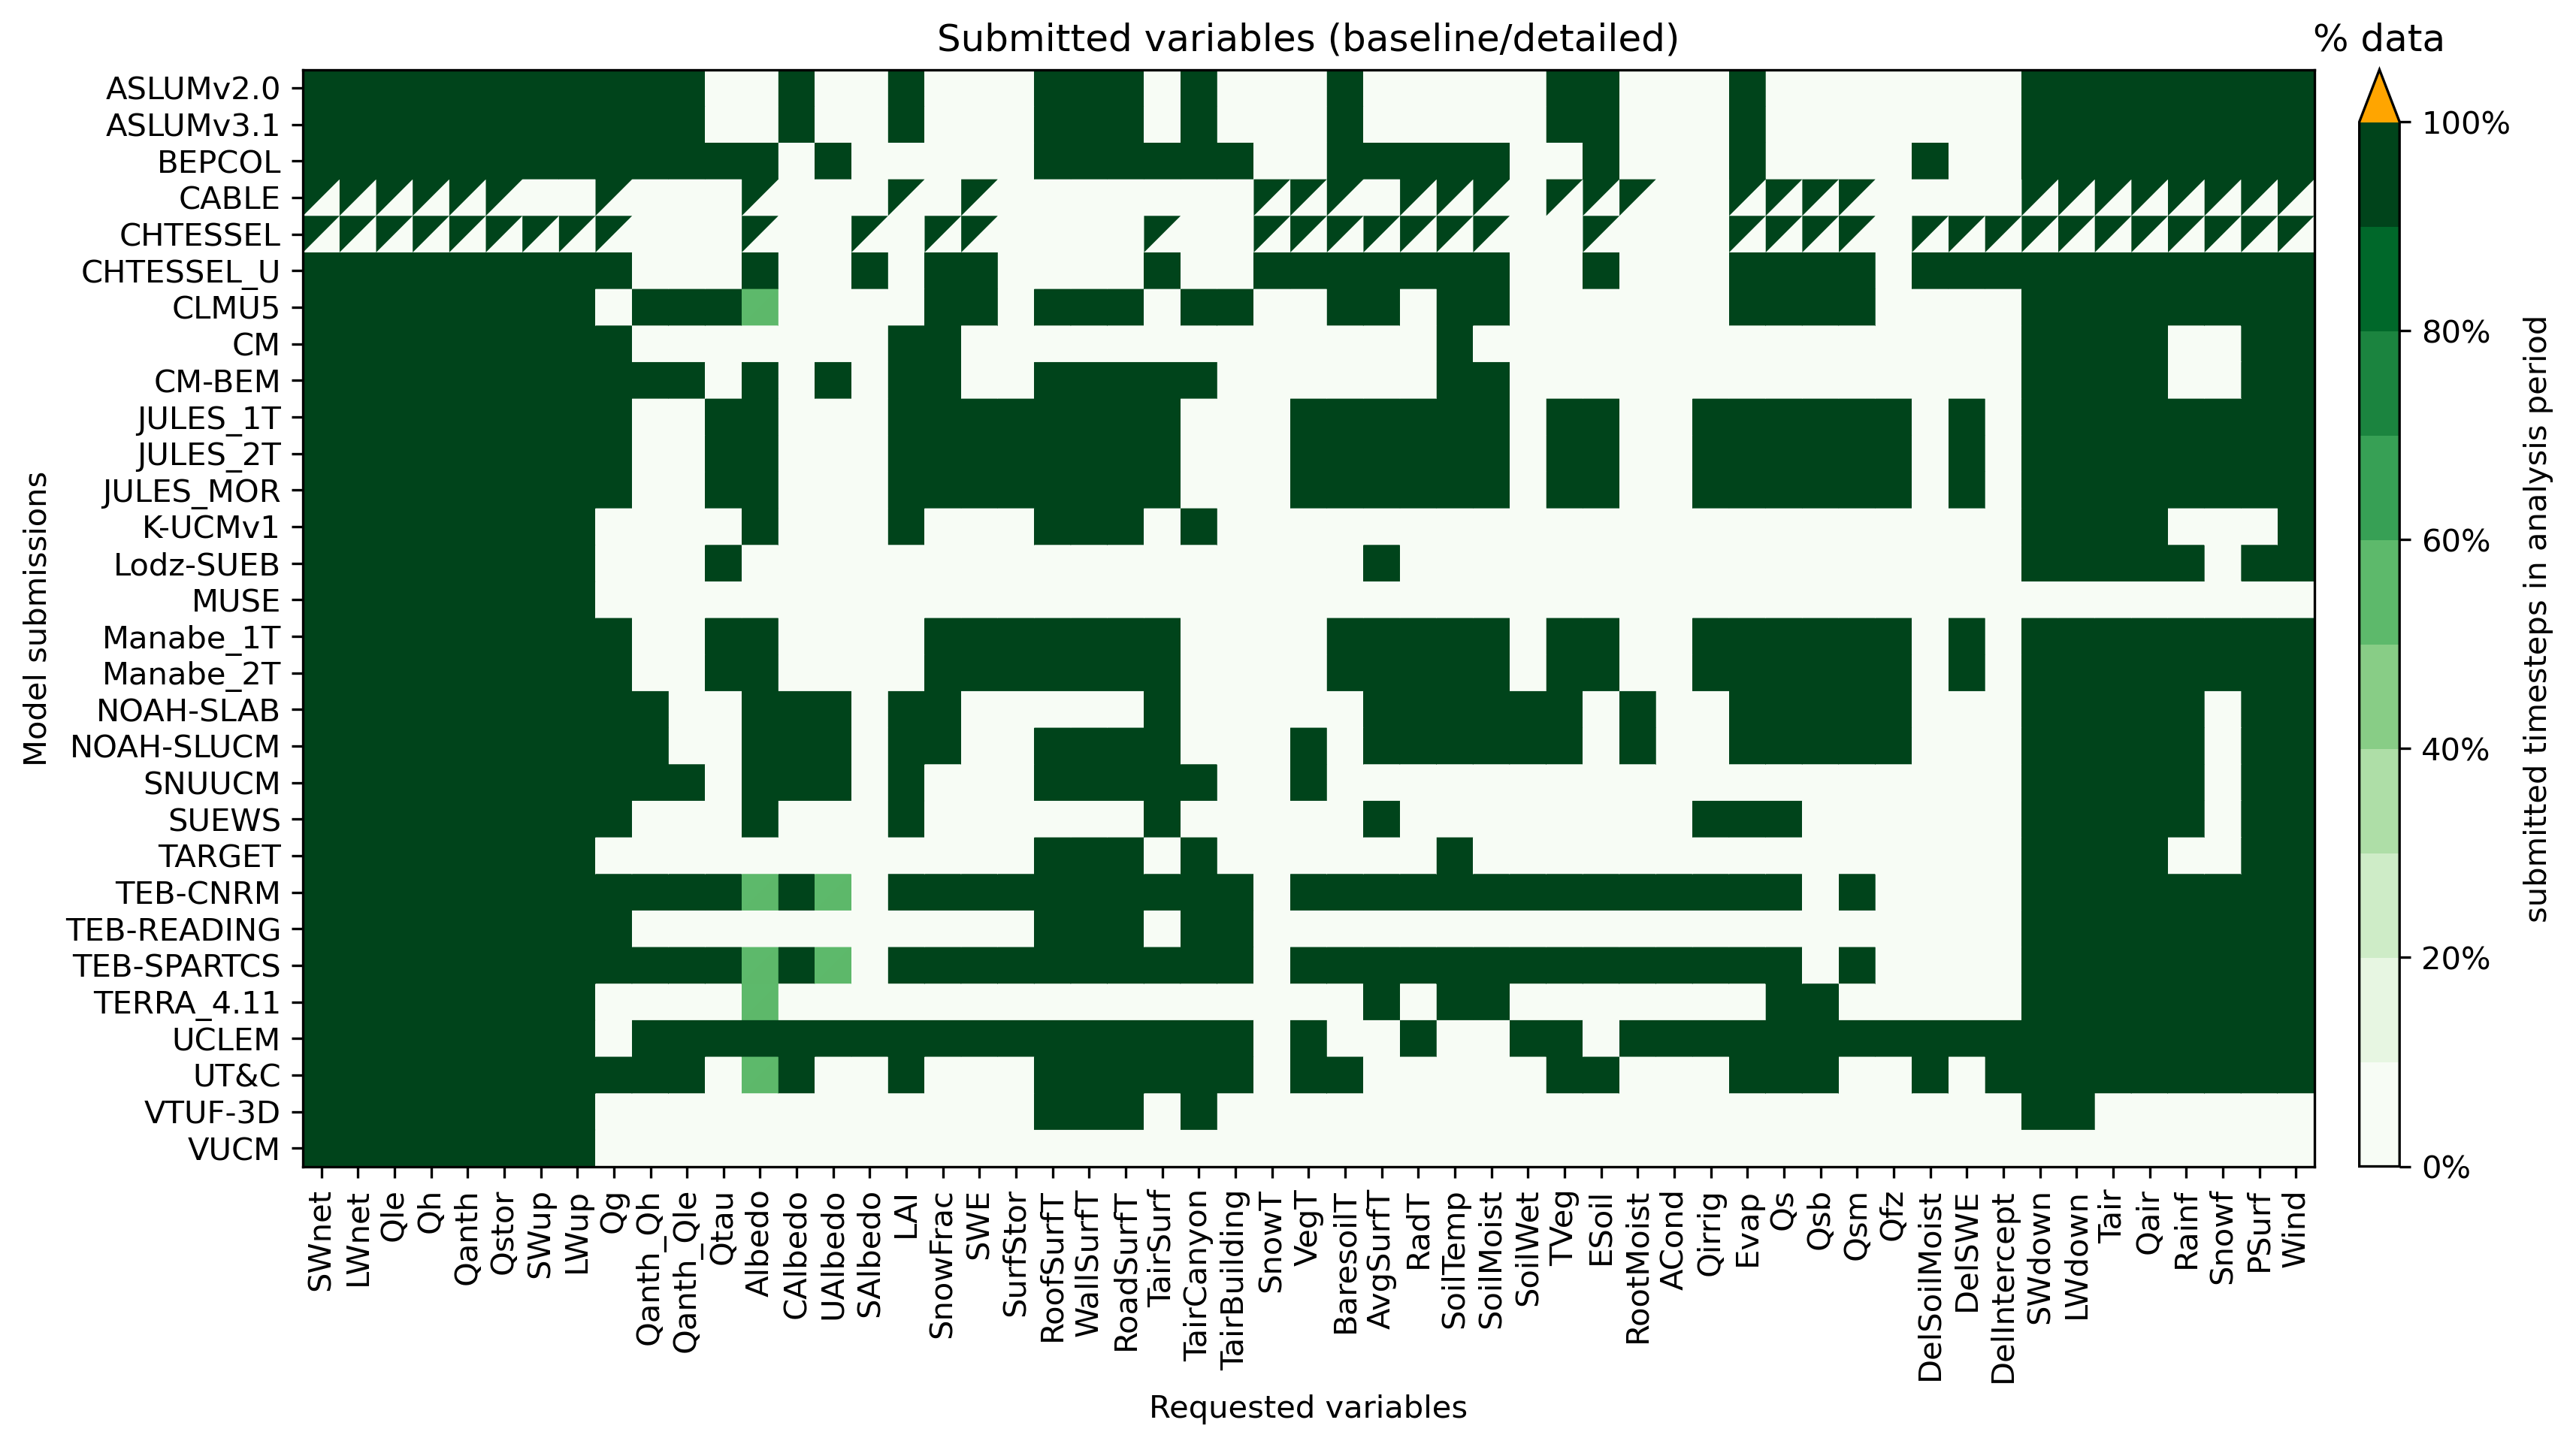 Submitted variables (baseline/detailed)
% data
Model submissions
ASLUMv2.0
ASLUMv3.1
BEPCOL
CABLE
CHTESSEL
CHTESSEL_U
CLMU5
CM
CM-BEM
JULES_1T
JULES_2T
JULES_MOR
K-UCMv1
Lodz-SUEB
MUSE
Manabe_1T
Manabe_2T
NOAH-SLAB
NOAH-SLUCM
SNUUCM
SUEWS
TARGET
TEB-CNRM
TEB-READING
TEB-SPARTCS
TERRA_4.11
UCLEM
UT&C
VTUF-3D
VUCM
SWnet
LWnet
Qle
Qh
Qanth
Qstor
SWup
LWup
Qg
Qanth_Qh
Qanth_Qle
Qtau
Albedo
CAlbedo
UAlbedo
SAlbedo
LAI
SnowFrac
SWE
SurfStor
RoofSurfT
WallSurfT
RoadSurfT
TairSurf
TairCanyon
TairBuilding
SnowT
VegT
BaresoilT
AvgSurfT
RadT
SoilTemp
SoilMoist
SoilWet
TVeg
ESoil
RootMoist
ACond
Qirrig
Evap
Qs
Qsb
Qsm
Qfz
DelSoilMoist
DelSWE
DelIntercept
SWdown
LWdown
Tair
Qair
Rainf
Snowf
PSurf
Wind
Requested variables
100%
80%
60%
40%
20%
0%
submitted timesteps in analysis period